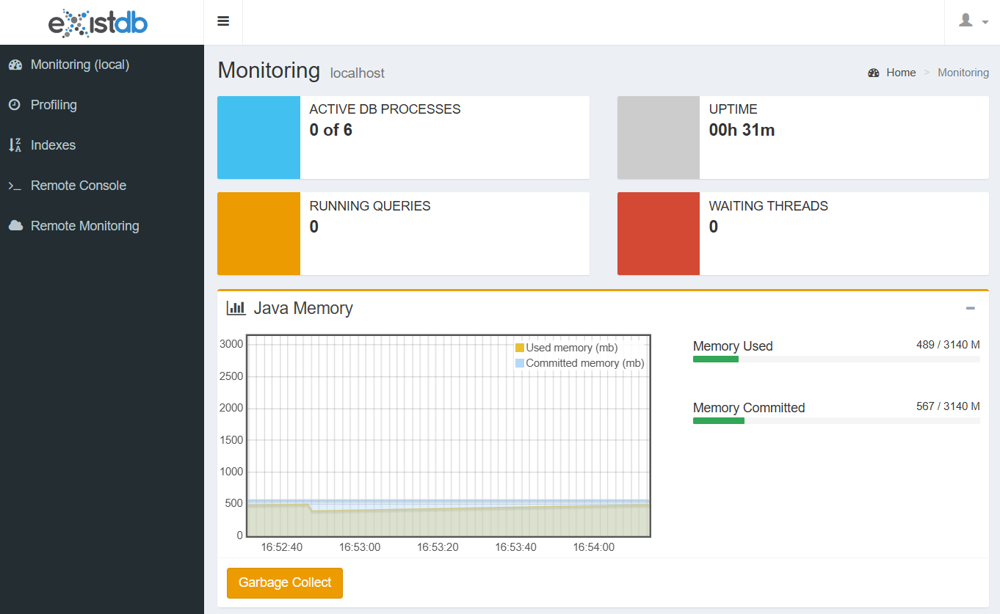 existdb
Monitoring (local)
Profiling
Indexes
Remote Console
Remote Monitoring
Monitoring localhost
Home > Monitoring
ACTIVE DB PROCESSES
0 of 6
UPTIME
00h 31m
RUNNING QUERIES
0
WAITING THREADS
0
Java Memory
3000
2500
2000
1500
1000
500
0
Used memory (mb)
Committed memory (mb)
16:52:40 16:53:00 16:53:20 16:53:40 16:54:00
Memory Used 489 / 3140 M
Memory Committed 567 / 3140 M
Garbage Collect